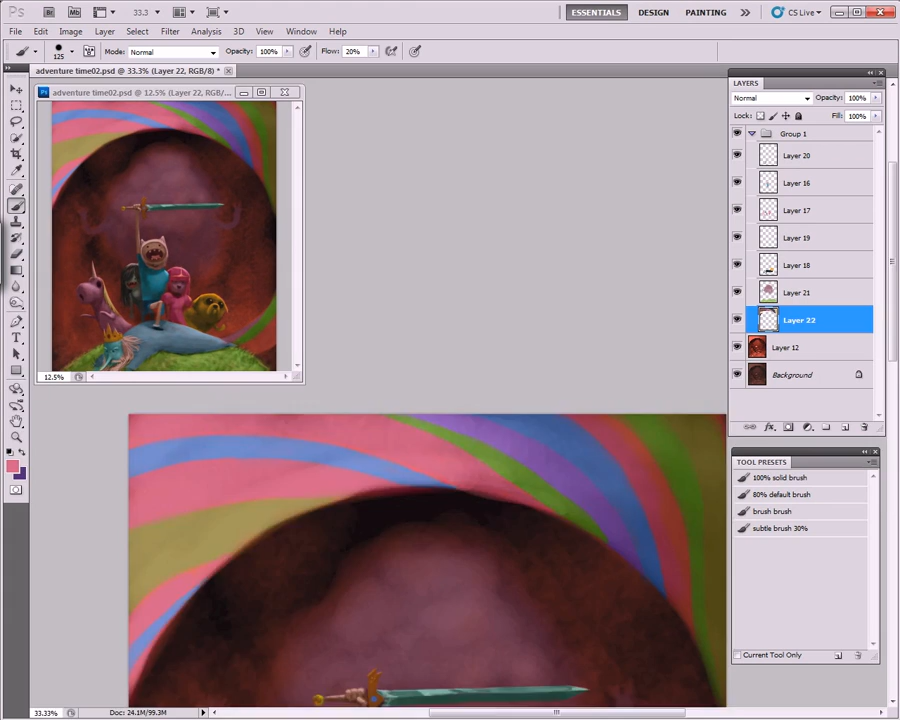 Ps Br Mb 33.3 ESSENTIALS DESIGN PAINTING CS Live
File Edit Image Layer Select Filter Analysis 3D View Window Help
125 Mode: Normal Opacity: 100% Flow: 20%
adventure time02.psd @ 33.3% (Layer 22, RGB/8) *
adventure time02.psd @ 12.5% (Layer 22, RGB/...
12.5%
LAYERS
Normal Opacity: 100%
Lock: Fill: 100%
Group 1
Layer 20
Layer 16
Layer 17
Layer 19
Layer 18
Layer 21
Layer 22
Layer 12
Background
fx
TOOL PRESETS
100% solid brush
80% default brush
brush brush
subtle brush 30%
Current Tool Only
33.33% Doc: 24.1M/99.3M